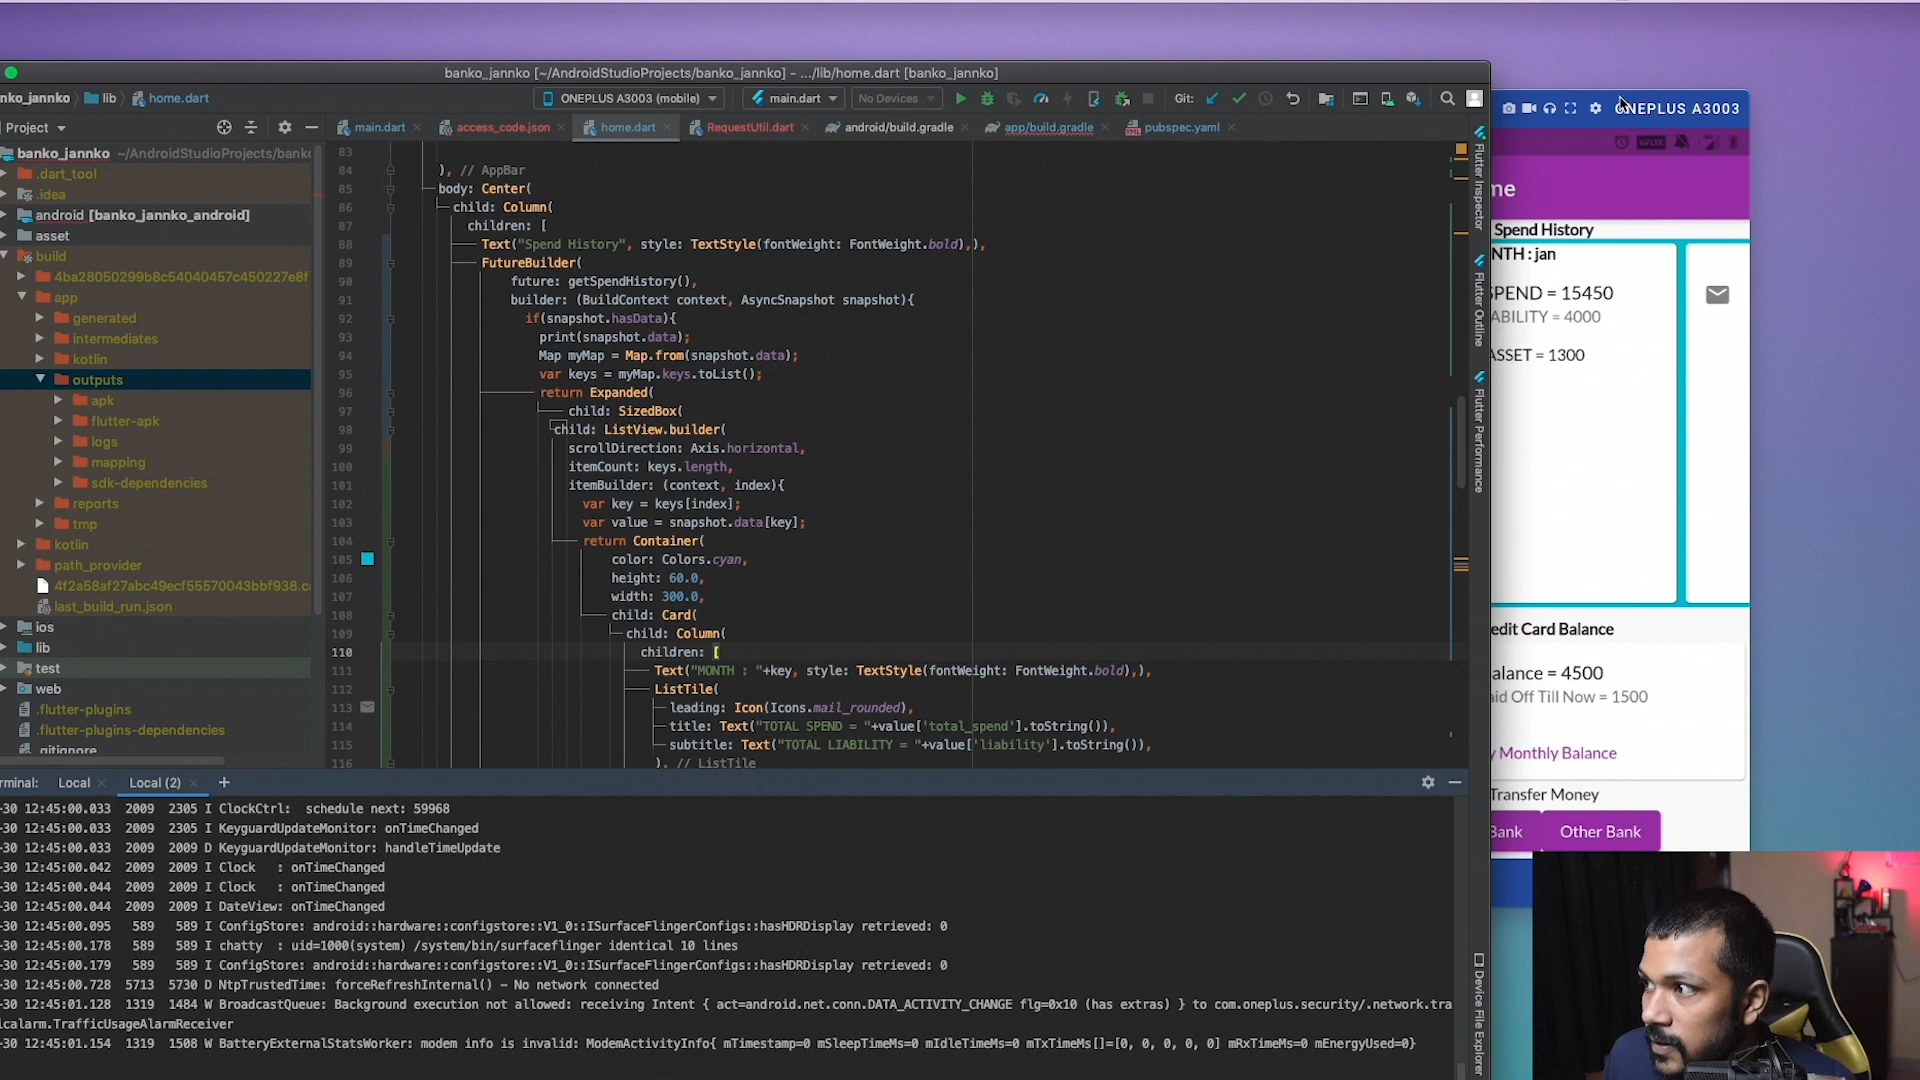 banko_jannko [~/AndroidStudioProjects/banko_jannko] - .../lib/home.dart [banko_jannko]
nko_jannko
lib
home.dart
ONEPLUS A3003 (mobile)
main.dart
No Devices
Git:
Project
main.dart
access_code.json
home.dart
RequestUtil.dart
android/build.gradle
app/build.gradle
pubspec.yaml
banko_jannko ~/AndroidStudioProjects/bank
.dart_tool
.idea
android [banko_jannko_android]
asset
build
4ba28050299b8c54040457c450227e8f
app
generated
intermediates
kotlin
outputs
apk
flutter-apk
logs
mapping
sdk-dependencies
reports
tmp
kotlin
path_provider
4f2a58af27abc49ecf55570043bbf938.ca
last_build_run.json
ios
lib
test
web
.flutter-plugins
.flutter-plugins-dependencies
.gitignore
83
84 ), // AppBar
85 body: Center(
86 child: Column(
87 children: [
88 Text("Spend History", style: TextStyle(fontWeight: FontWeight.bold),),
89 FutureBuilder(
90 future: getSpendHistory(),
91 builder: (BuildContext context, AsyncSnapshot snapshot){
92 if(snapshot.hasData){
93 print(snapshot.data);
94 Map myMap = Map.from(snapshot.data);
95 var keys = myMap.keys.toList();
96 return Expanded(
97 child: SizedBox(
98 child: ListView.builder(
99 scrollDirection: Axis.horizontal,
100 itemCount: keys.length,
101 itemBuilder: (context, index){
102 var key = keys[index];
103 var value = snapshot.data[key];
104 return Container(
105 color: Colors.cyan,
106 height: 60.0,
107 width: 300.0,
108 child: Card(
109 child: Column(
110 children: [
111 Text("MONTH : "+key, style: TextStyle(fontWeight: FontWeight.bold),),
112 ListTile(
113 leading: Icon(Icons.mail_rounded),
114 title: Text("TOTAL SPEND = "+value['total_spend'].toString()),
115 subtitle: Text("TOTAL LIABILITY = "+value['liability'].toString()),
116 ), // ListTile
Flutter Inspector
Flutter Outline
Flutter Performance
Device File Explorer
rminal:
Local
Local (2)
+
-30 12:45:00.033 2009 2305 I ClockCtrl: schedule next: 59968
-30 12:45:00.033 2009 2305 I KeyguardUpdateMonitor: onTimeChanged
-30 12:45:00.033 2009 2009 D KeyguardUpdateMonitor: handleTimeUpdate
-30 12:45:00.042 2009 2009 I Clock : onTimeChanged
-30 12:45:00.044 2009 2009 I Clock : onTimeChanged
-30 12:45:00.044 2009 2009 I DateView: onTimeChanged
-30 12:45:00.095 589 589 I ConfigStore: android::hardware::configstore::V1_0::ISurfaceFlingerConfigs::hasHDRDisplay retrieved: 0
-30 12:45:00.178 589 589 I chatty : uid=1000(system) /system/bin/surfaceflinger identical 10 lines
-30 12:45:00.179 589 589 I ConfigStore: android::hardware::configstore::V1_0::ISurfaceFlingerConfigs::hasHDRDisplay retrieved: 0
-30 12:45:00.728 5713 5730 D NtpTrustedTime: forceRefreshInternal() - No network connected
-30 12:45:01.128 1319 1484 W BroadcastQueue: Background execution not allowed: receiving Intent { act=android.net.conn.DATA_ACTIVITY_CHANGE flg=0x10 (has extras) } to com.oneplus.security/.network.tra
icalarm.TrafficUsageAlarmReceiver
-30 12:45:01.154 1319 1508 W BatteryExternalStatsWorker: modem info is invalid: ModemActivityInfo{ mTimestamp=0 mSleepTimeMs=0 mIdleTimeMs=0 mTxTimeMs[]=[0, 0, 0, 0, 0] mRxTimeMs=0 mEnergyUsed=0}
ONEPLUS A3003
me
Spend History
NTH : jan
SPEND = 15450
ABILITY = 4000
ASSET = 1300
edit Card Balance
alance = 4500
aid Off Till Now = 1500
y Monthly Balance
Transfer Money
Bank
Other Bank